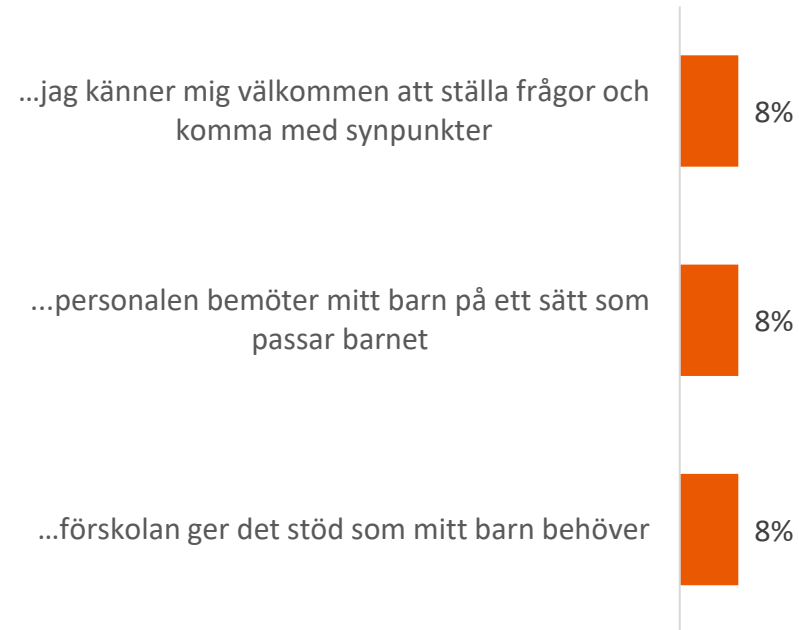 ...jag känner mig välkommen att ställa frågor och
komma med synpunkter
8%
...personalen bemöter mitt barn på ett sätt som
passar barnet
8%
...förskolan ger det stöd som mitt barn behöver
8%